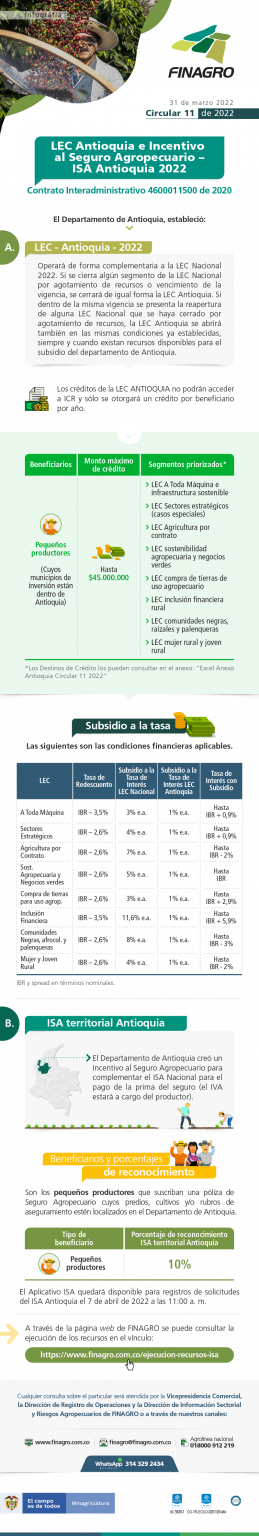 Infografía
FINAGRO
31 de marzo 2022
Circular 11 de 2022
LEC Antioquia e Incentivo
al Seguro Agropecuario –
ISA Antioquia 2022
Contrato Interadministrativo 4600011500 de 2020
El Departamento de Antioquia, estableció:
A.
LEC - Antioquia - 2022
Operará de forma complementaria a la LEC Nacional
2022. Si se cierra algún segmento de la LEC Nacional
por agotamiento de recursos o vencimiento de la
vigencia, se cerrará de igual forma la LEC Antioquia. Si
dentro de la misma vigencia se presenta la reapertura
de alguna LEC Nacional que se haya cerrado por
agotamiento de recursos, la LEC Antioquia se abrirá
también en las mismas condiciones ya establecidas,
siempre y cuando existan recursos disponibles para el
subsidio del departamento de Antioquia.
Los créditos de la LEC ANTIOQUIA no podrán acceder
a ICR y sólo se otorgará un crédito por beneficiario
por año.
Beneficiarios
Monto máximo
de crédito
Segmentos priorizados*
Pequeños
productores
(Cuyos
municipios de
inversión están
dentro de
Antioquia)
Hasta
$45.000.000
LEC A Toda Máquina e
infraestructura sostenible
LEC Sectores estratégicos
(casos especiales)
LEC Agricultura por
contrato
LEC sostenibilidad
agropecuaria y negocios
verdes
LEC compra de tierras de
uso agropecuario
LEC inclusión financiera
rural
LEC comunidades negras,
raizales y palenqueras
LEC mujer rural y joven
rural
*Los Destinos de Crédito los pueden consultar en el anexo: "Excel Anexo
Antioquia Circular 11 2022"
Subsidio a la tasa
Las siguientes son las condiciones financieras aplicables.
LEC
Tasa de
Redescuento
Subsidio a la
Tasa de
Interés
LEC Nacional
Subsidio a la
Tasa de
Interés LEC
Antioquia
Tasa de
Interés con
Subsidio
A Toda Máquina IBR – 3,5% 3% e.a. 1% e.a. Hasta
IBR + 0,9%
Sectores
Estratégicos IBR – 2,6% 4% e.a. 1% e.a. Hasta
IBR + 0,9%
Agricultura por
Contrato IBR – 2,6% 7% e.a. 1% e.a. Hasta
IBR - 2%
Sost.
Agropecuaria y
Negocios verdes IBR – 2,6% 5% e.a. 1% e.a. Hasta
IBR
Compra de tierras
para uso agrop. IBR – 2,6% 3% e.a. 1% e.a. Hasta
IBR + 2,9%
Inclusión
Financiera IBR – 3,5% 11,6% e.a. 1% e.a. Hasta
IBR + 5,9%
Comunidades
Negras, afrocol. y
palenqueras IBR – 2,6% 8% e.a. 1% e.a. Hasta
IBR - 3%
Mujer y Joven
Rural IBR – 2,6% 4% e.a. 1% e.a. Hasta
IBR - 2%
IBR y spread en términos nominales.
B.
ISA territorial Antioquia
El Departamento de Antioquia creó un
Incentivo al Seguro Agropecuario para
complementar el ISA Nacional para el
pago de la prima del seguro (el IVA
estará a cargo del productor).
Beneficiarios y porcentajes
de reconocimiento
Son los pequeños productores que suscriban una póliza de
Seguro Agropecuario cuyos predios, cultivos y/o rubros de
aseguramiento estén localizados en el Departamento de Antioquia.
Tipo de
beneficiario
Porcentaje de reconocimiento
ISA territorial Antioquia
Pequeños
productores
10%
El Aplicativo ISA quedará disponible para registros de solicitudes
del ISA Antioquia el 7 de abril de 2022 a las 11:00 a. m.
A través de la página web de FINAGRO se puede consultar la
ejecución de los recursos en el vínculo:
https://www.finagro.com.co/ejecucion-recursos-isa
Cualquier consulta sobre el particular será atendida por la Vicepresidencia Comercial,
la Dirección de Registro de Operaciones y la Dirección de Información Sectorial
y Riesgos Agropecuarios de FINAGRO o a través de nuestros canales:
www.finagro.com.co
finagro@finagro.com.co
Agrolínea nacional
018000 912 219
WhatsApp 314 329 2434
El campo
es de todos
Minagricultura